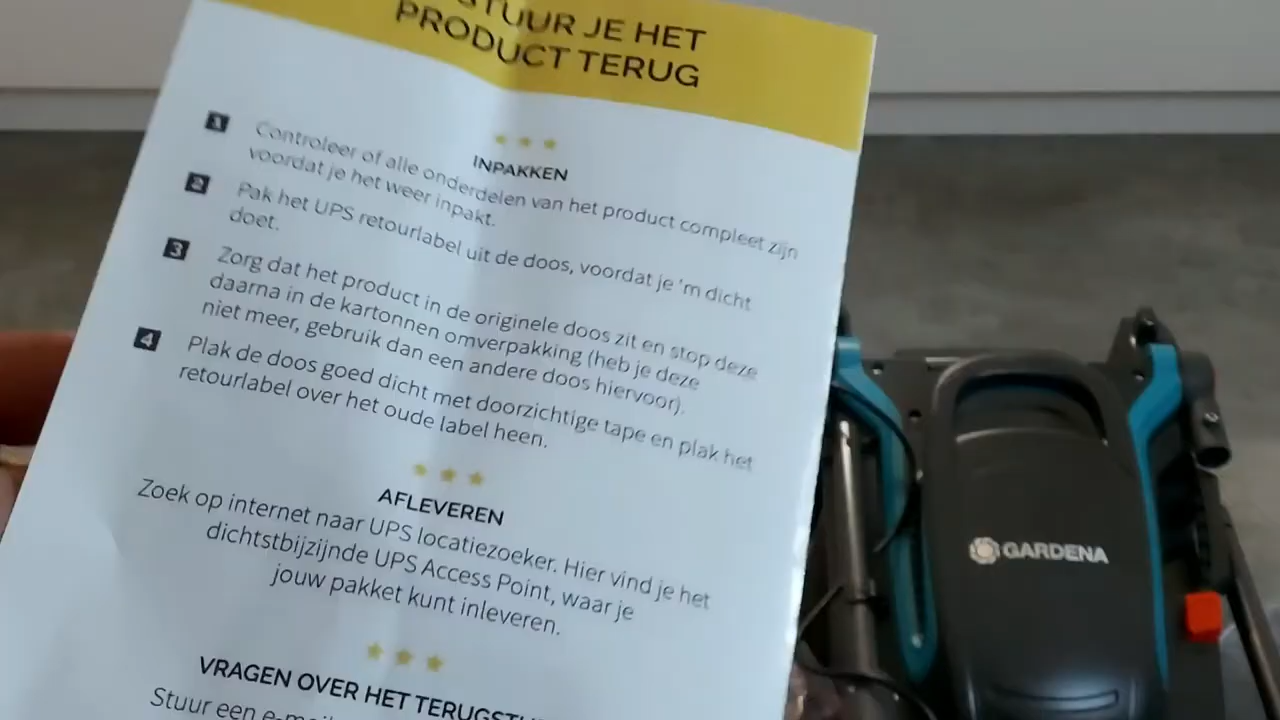 STUUR JE HET
PRODUCT TERUG
INPAKKEN
1 Controleer of alle onderdelen van het product compleet zijn
voordat je het weer inpakt.
2 Pak het UPS retourlabel uit de doos, voordat je 'm dicht
doet.
3 Zorg dat het product in de originele doos zit en stop deze
daarna in de kartonnen omverpakking (heb je deze
niet meer, gebruik dan een andere doos hiervoor).
4 Plak de doos goed dicht met doorzichtige tape en plak het
retourlabel over het oude label heen.
AFLEVEREN
Zoek op internet naar UPS locatiezoeker. Hier vind je het
dichtstbijzijnde UPS Access Point, waar je
jouw pakket kunt inleveren.
VRAGEN OVER HET
Stuur een
GARDENA